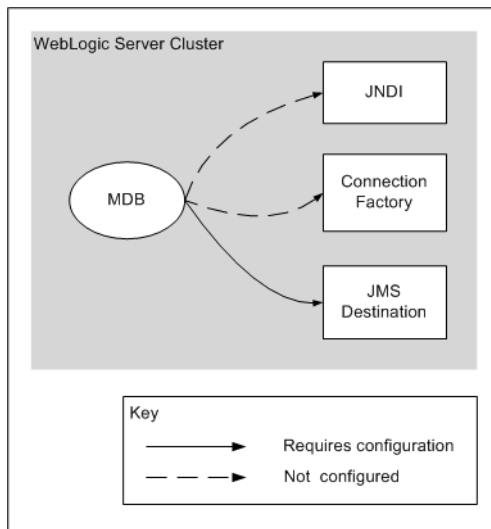 WebLogic Server Cluster
JNDI
MDB
Connection
Factory
JMS
Destination
Key
Requires configuration
Not configured